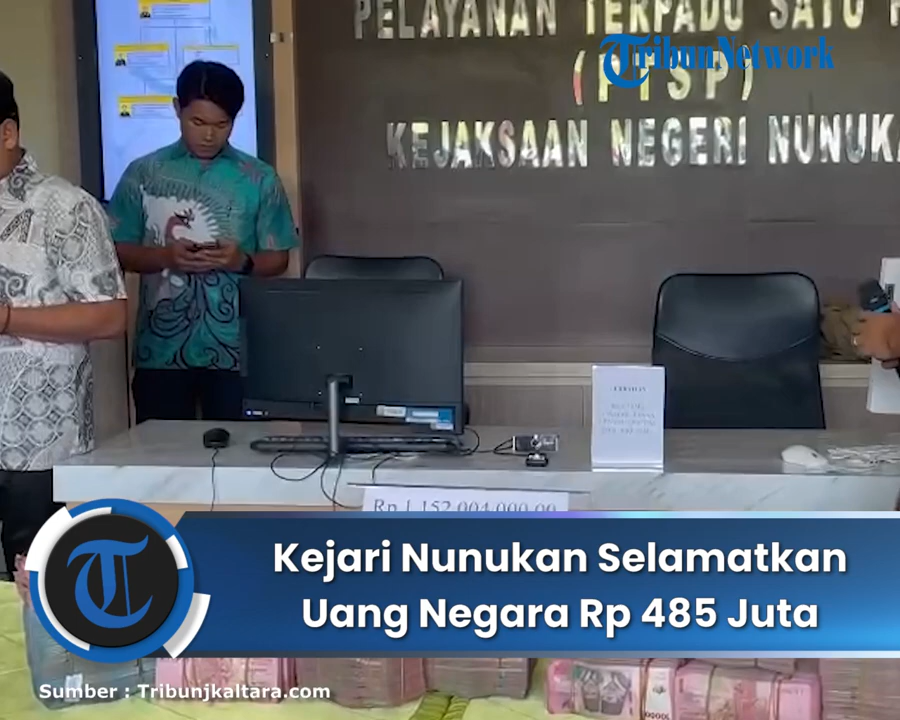 PELAYANAN TERPADU SATU
TribunNetwork
(PTSP)
KEJAKSAAN NEGERI NUNUKA
Rp 1.152.004.000,00
Kejari Nunukan Selamatkan
Uang Negara Rp 485 Juta
Sumber : Tribunjkaltara.com